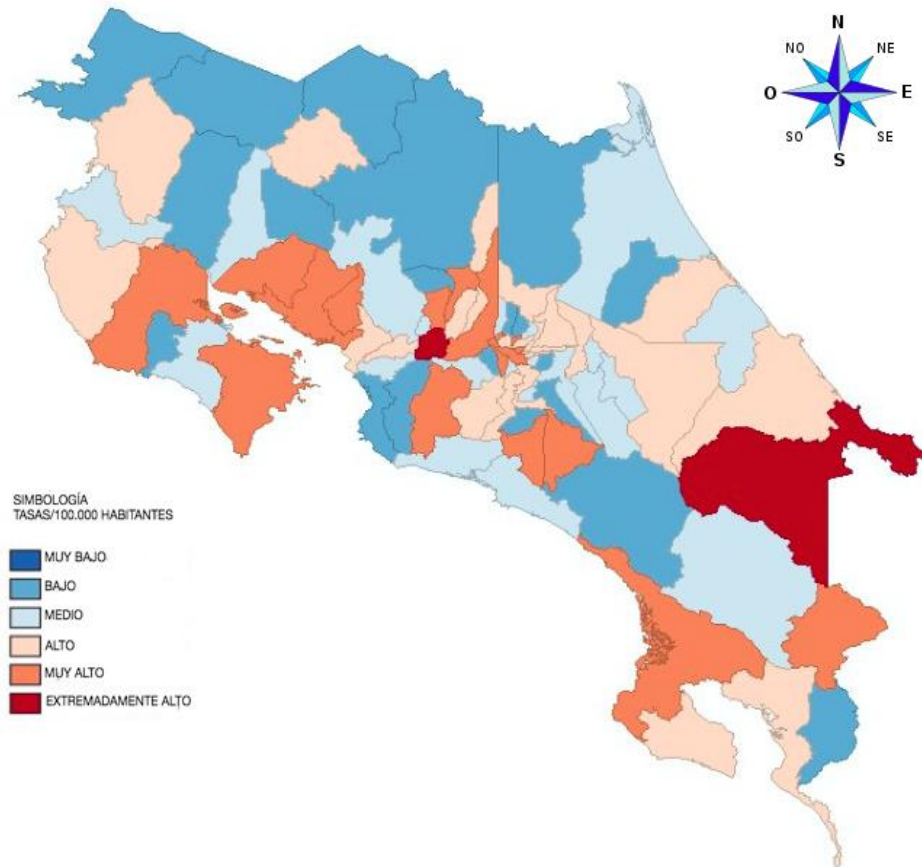 N
NO
NE
O
E
SO
SE
S
SIMBOLOGÍA
TASAS/100.000 HABITANTES
MUY BAJO
BAJO
MEDIO
ALTO
MUY ALTO
EXTREMADAMENTE ALTO